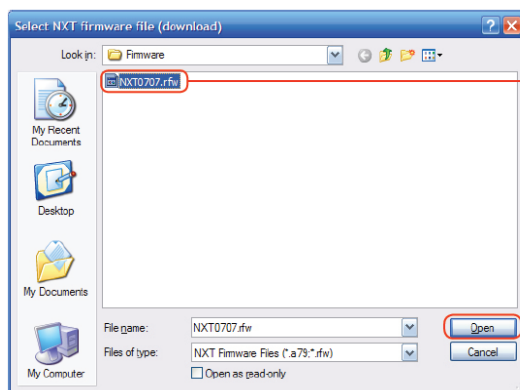 Select NXT firmware file (download)
Look in:
Firmware
NXT0707.rfw
My Recent
Documents
Desktop
My Documents
My Computer
File name:
NXT0707.rfw
Open
Files of type:
NXT Firmware Files (*.a79;*.rfw)
Cancel
Open as read-only